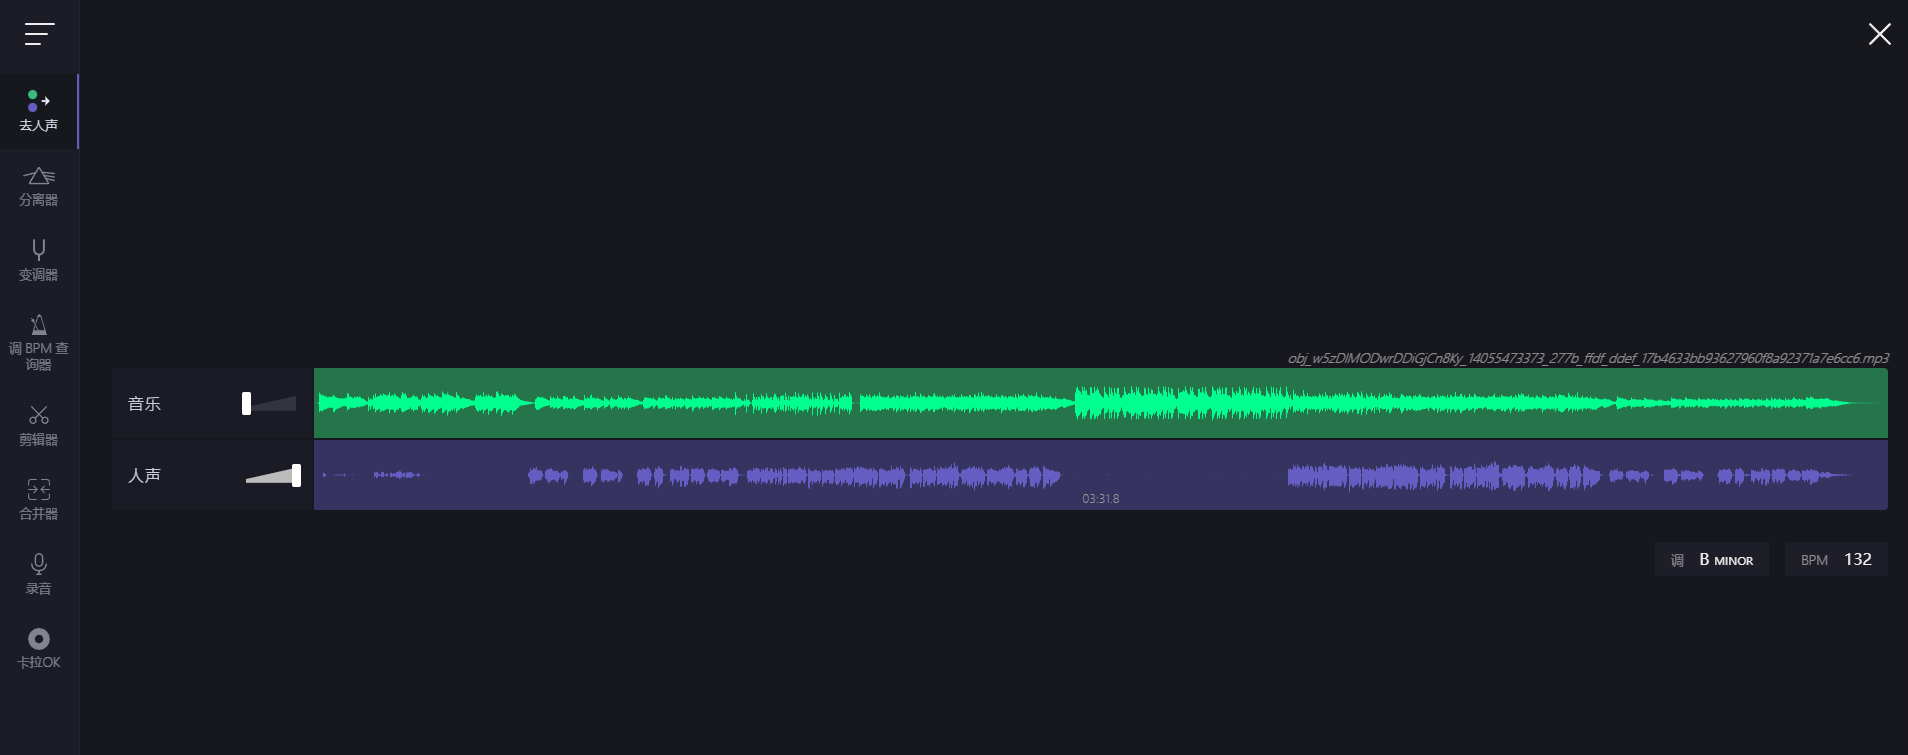 去人声
分离器
变调器
调 BPM 查
询器
剪辑器
合并器
录音
卡拉OK
obj_w5zDlMODwrDDiGjCn8Ky_14055473373_277b_ffdf_ddef_17b4633bb93627960f8a92371a7e6cc6.mp3
音乐
人声
03:31.8
调 B MINOR BPM 132